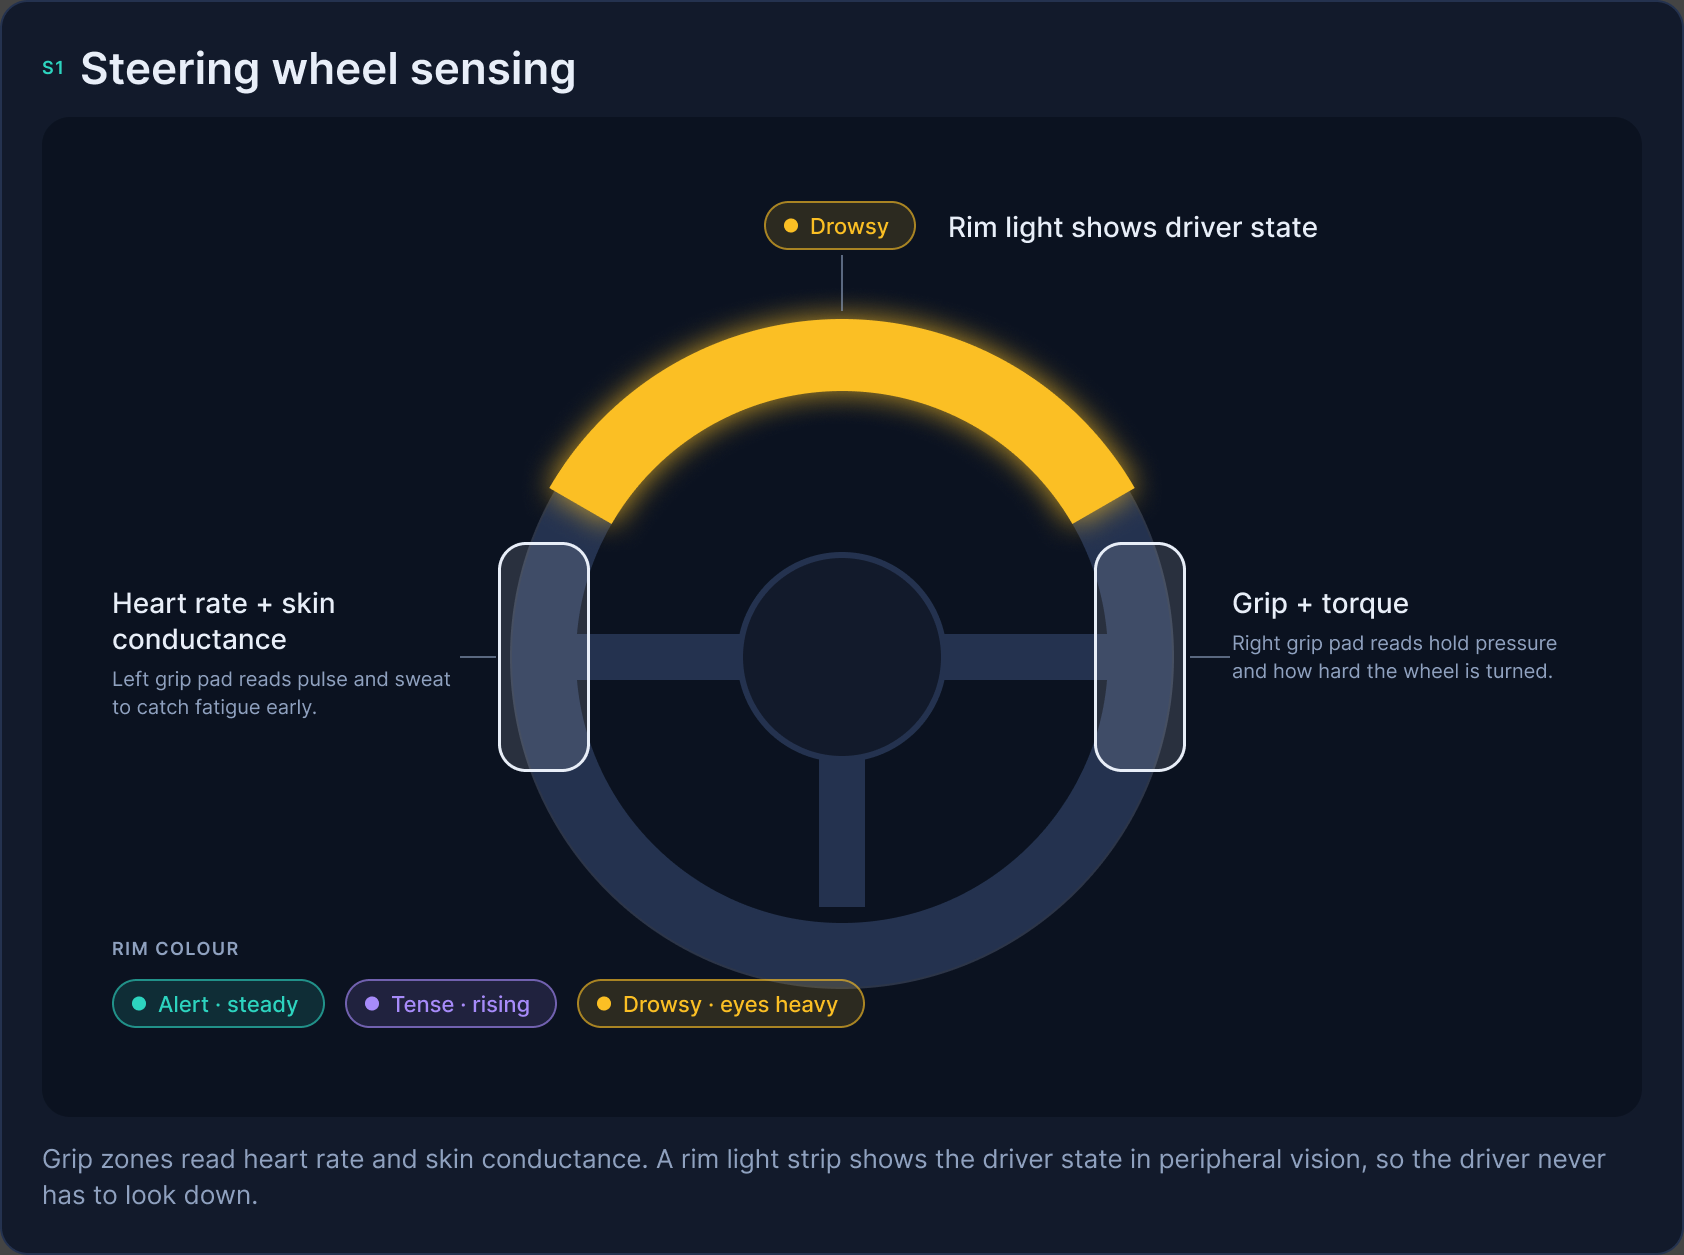 S1 Steering wheel sensing
Drowsy
Rim light shows driver state
Heart rate + skin
conductance
Left grip pad reads pulse and sweat
to catch fatigue early.
Grip + torque
Right grip pad reads hold pressure
and how hard the wheel is turned.
RIM COLOUR
Alert · steady
Tense · rising
Drowsy · eyes heavy
Grip zones read heart rate and skin conductance. A rim light strip shows the driver state in peripheral vision, so the driver never
has to look down.